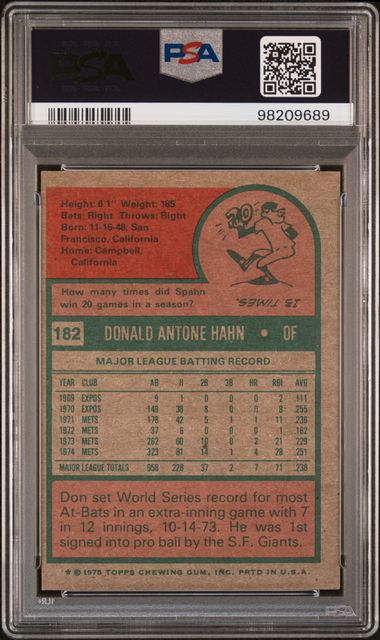 PSA
PSA
98209689
Height: 6'1" Weight: 185
Bats: Right Throws: Right
Born: 11-16-48, San
Francisco, California
Home: Campbell,
California
20
13 TIMES.
How many times did Spahn
win 20 games in a season?
182 DONALD ANTONE HAHN • OF
MAJOR LEAGUE BATTING RECORD
YEAR CLUB AB H 2B 3B HR RBI AVG
1969 EXPOS 9 1 0 0 0 2 .111
1970 EXPOS 149 38 8 0 0 8 .255
1971 METS 178 42 5 1 1 11 .236
1972 METS 37 6 0 0 0 1 .162
1973 METS 262 60 10 0 2 21 .229
1974 METS 323 81 14 1 4 28 .251
MAJOR LEAGUE TOTALS 958 228 37 2 7 71 .238
Don set World Series record for most
At-Bats in an extra-inning game with 7
in 12 innings, 10-14-73. He was 1st
signed into pro ball by the S.F. Giants.
* © 1975 TOPPS CHEWING GUM, INC. PRTD IN U.S.A.